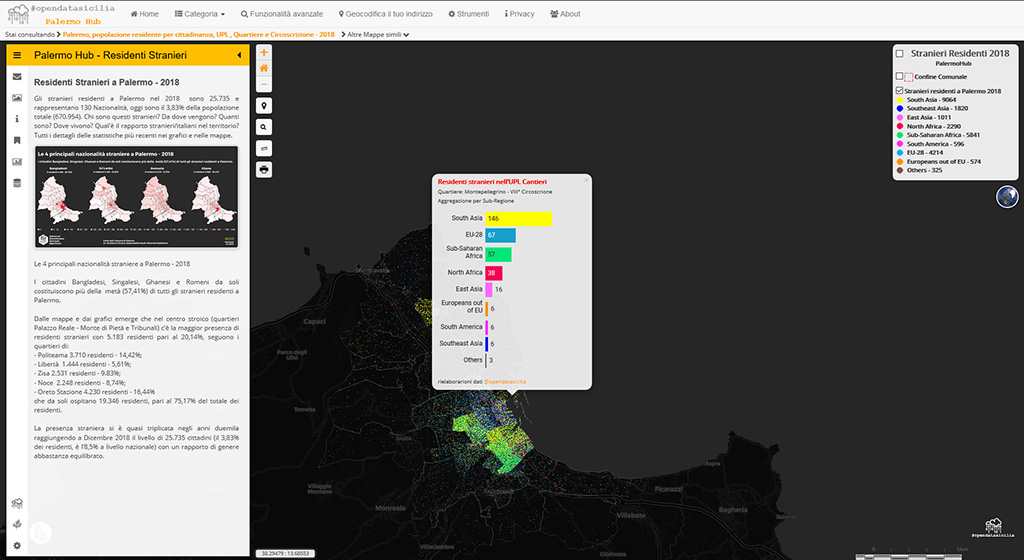 #opendatasicilia
Palermo Hub
Home
Categoria
Funzionalità avanzate
Geocodifica il tuo indirizzo
Strumenti
Privacy
About
Stai consultando
Palermo, popolazione residente per cittadinanza, UPL , Quartiere e Circoscrizione - 2018
Altre Mappe simili
Palermo Hub - Residenti Stranieri
Residenti Stranieri a Palermo - 2018
Gli stranieri residenti a Palermo nel 2018 sono 25.735 e
rappresentano 130 Nazionalità, oggi sono il 3,83% della popolazione
totale (670.954). Chi sono questi stranieri? Da dove vengono? Quanti
sono? Dove vivono? Qual'è il rapporto stranieri/italiani nel territorio?
Tutti i dettagli delle statistiche più recenti nei grafici e nelle mappe.
Le 4 principali nazionalità straniere a Palermo - 2018
Bangladesh
Sri Lanka
Romania
Ghana
Le 4 principali nazionalità straniere a Palermo - 2018
I cittadini Bangladesi, Singalesi, Ghanesi e Romeni da soli
costituiscono più della metà (57,41%) di tutti gli stranieri residenti a
Palermo.
Dalle mappe e dai grafici emerge che nel centro stroico (quartieri
Palazzo Reale - Monte di Pietà e Tribunali) c'è la maggior presenza di
residenti stranieri con 5.183 residenti pari al 20,14%, seguono i
quartieri di:
- Politeama 3.710 residenti - 14,42%;
- Libertà 1.444 residenti - 5,61%;
- Zisa 2.531 residenti - 9.83%;
- Noce 2.248 residenti - 8,74%;
- Oreto Stazione 4.230 residenti - 16,44%
che da soli ospitano 19.346 residenti, pari al 75,17% del totale dei
residenti.
La presenza straniera si è quasi triplicata negli anni duemila
raggiungendo a Dicembre 2018 il livello di 25.735 cittadini (il 3,83%
dei residenti, è l'8,5% a livello nazionale) con un rapporto di genere
abbastanza equilibrato.
Residenti stranieri nell'UPL Cantieri
Quartiere: Montepellegrino - VIII° Circoscrione
Aggregazione per Sub-Regione
South Asia 146
EU-28 67
Sub-Saharan
Africa 57
North Africa 38
East Asia 16
Europeans out
of EU 6
South America 6
Southeast Asia 6
Others 3
rielaborarioni dati @opendatasicilia
Stranieri Residenti 2018
PalermoHub
Confine Comunale
Stranieri residenti a Palermo 2018
South Asia - 9064
Southeast Asia - 1820
East Asia - 1011
North Africa - 2290
Sub-Saharan Africa - 5841
South America - 596
EU-28 - 4214
Europeans out of EU - 574
Others - 325
Capaci
Torretta
Villaggio
Montano
Monreale
Villabate
Ficarazzi
Bagheria
Aspra
Villaciambra
38.29479 : 13.68553
#opendatasicilia